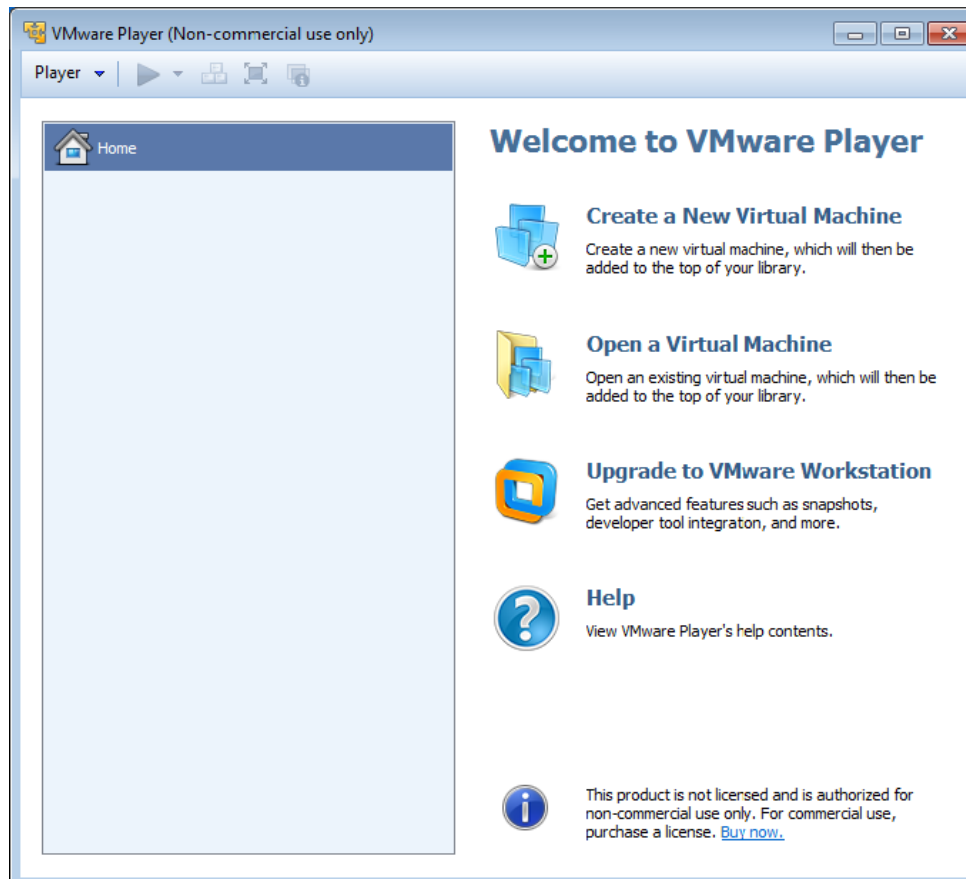 VMware Player (Non-commercial use only)
Player
Home
Welcome to VMware Player
Create a New Virtual Machine
Create a new virtual machine, which will then be
added to the top of your library.
Open a Virtual Machine
Open an existing virtual machine, which will then be
added to the top of your library.
Upgrade to VMware Workstation
Get advanced features such as snapshots,
developer tool integraton, and more.
Help
View VMware Player's help contents.
This product is not licensed and is authorized for
non-commercial use only. For commercial use,
purchase a license. Buy now.